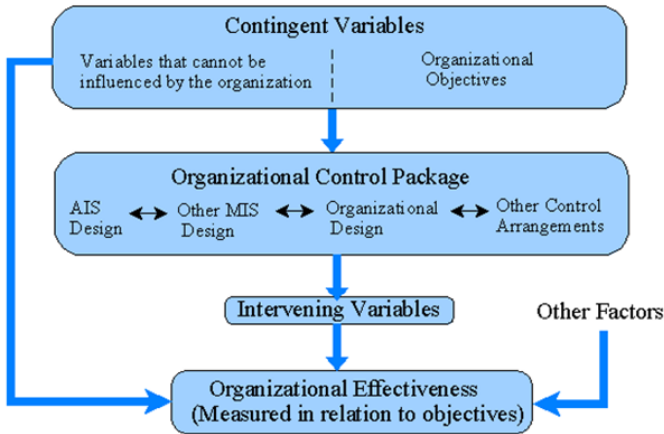 Contingent Variables
Variables that cannot be
influenced by the organization
Organizational
Objectives
Organizational Control Package
AIS
Design
Other MIS
Design
Organizational
Design
Other Control
Arrangements
Intervening Variables
Other Factors
Organizational Effectiveness
(Measured in relation to objectives)